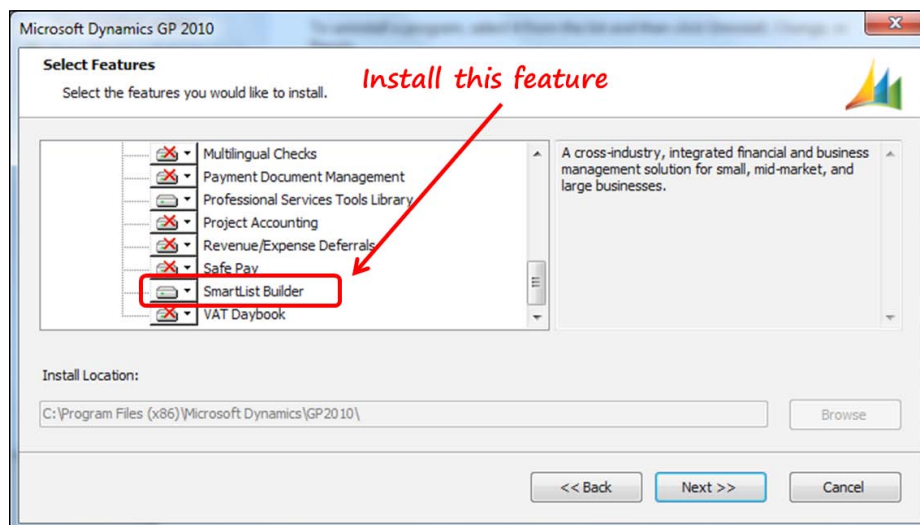 Microsoft Dynamics GP 2010
Select Features
Select the features you would like to install.
Install this feature
Multilingual Checks
Payment Document Management
Professional Services Tools Library
Project Accounting
Revenue/Expense Deferrals
Safe Pay
SmartList Builder
VAT Daybook
A cross-industry, integrated financial and business
management solution for small, mid-market, and
large businesses.
Install Location:
C:\Program Files (x86)\Microsoft Dynamics\GP2010\
Browse
<< Back
Next >>
Cancel